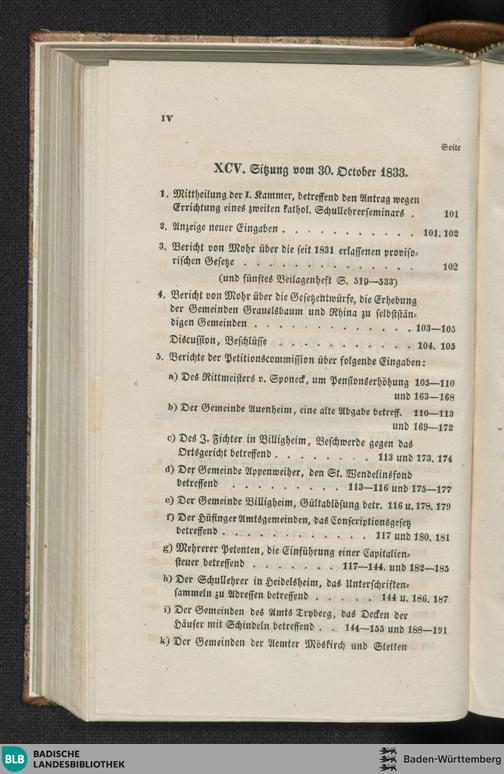 IV
Seite
XCV. Sitzung vom 30. October 1833.
1. Mittheilung der I. Kammer, betreffend den Antrag wegen
Errichtung eines zweiten kathol. Schullehrerseminars . 101
2. Anzeige neuer Eingaben . . . . . . . . . . 101. 102
3. Bericht von Mohr über die seit 1831 erlassenen proviso-
rischen Gesetze . . . . . . . . . . . . . 102
(und fünftes Beilagenheft S. 519—533)
4. Bericht von Mohr über die Gesetzentwürfe, die Erhebung
der Gemeinden Grauelsbaum und Rhina zu selbststän-
digen Gemeinden . . . . . . . . . . . . . 103—105
Discussion, Beschlüsse . . . . . . . . . . . 104. 105
5. Berichte der Petitionscommission über folgende Eingaben:
a) Des Rittmeisters v. Sponeck, um Pensionserhöhung 105—110
und 163—168
b) Der Gemeinde Auenheim, eine alte Abgabe betreff. 110—113
und 169—172
c) Des J. Fichter in Billigheim, Beschwerde gegen das
Ortsgericht betreffend . . . . . . . . 113 und 173. 174
d) Der Gemeinde Appenweiher, den St. Wendelinsfond
betreffend . . . . . . . . . 113—116 und 175—177
e) Der Gemeinde Billigheim, Gültablösung betr. 116 u. 178. 179
f) Der Hüfinger Amtsgemeinden, das Conscriptionsgesetz
betreffend . . . . . . . . . . . 117 und 180. 181
g) Mehrerer Petenten, die Einführung einer Capitalien-
steuer betreffend . . . . . . . 117—144. und 182—185
h) Der Schullehrer in Heidelsheim, das Unterschriften-
sammeln zu Adressen betreffend . . . . . 144 u. 186. 187
i) Der Gemeinden des Amts Tryberg, das Decken der
Häuser mit Schindeln betreffend . . 144—155 und 188—191
k) Der Gemeinden der Aemter Möskirch und Stetten
BLB BADISCHE
LANDESBIBLIOTHEK
Baden-Württemberg